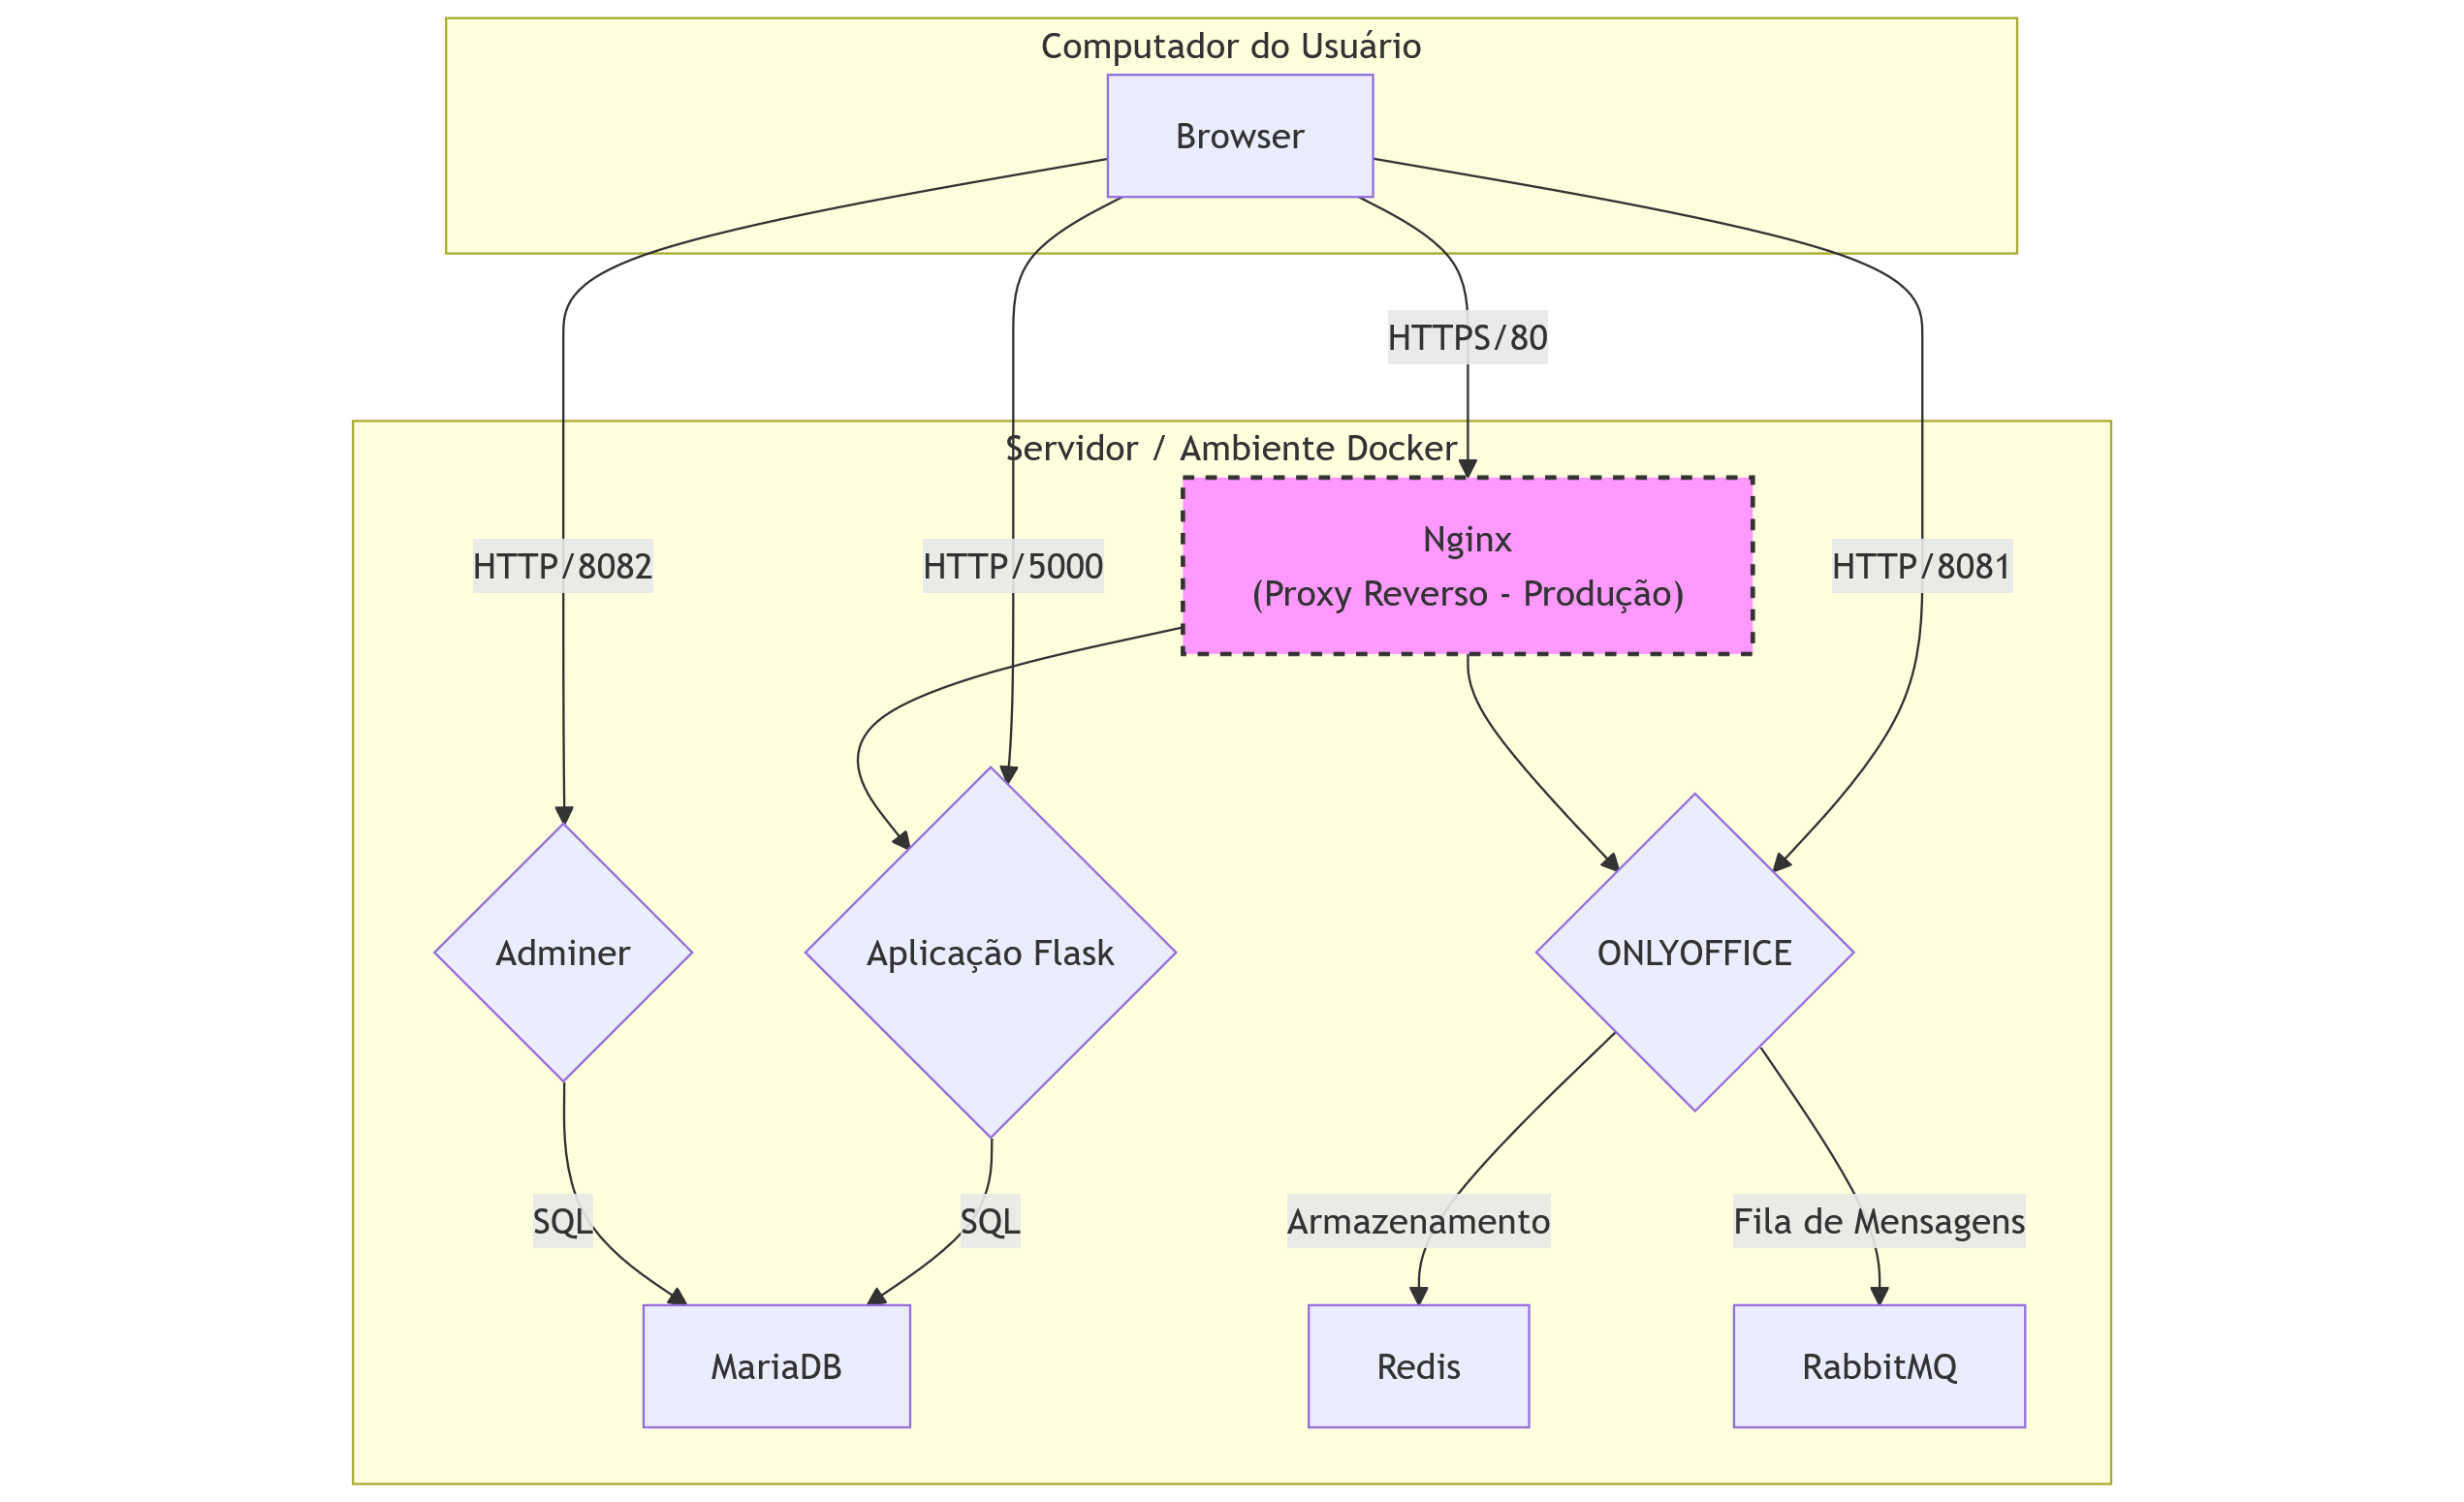 Computador do Usuário
Browser
HTTPS/80
Servidor / Ambiente Docker
Nginx
(Proxy Reverso - Produção)
HTTP/8082
HTTP/5000
HTTP/8081
Adminer
Aplicação Flask
ONLYOFFICE
SQL
SQL
Armazenamento
Fila de Mensagens
MariaDB
Redis
RabbitMQ